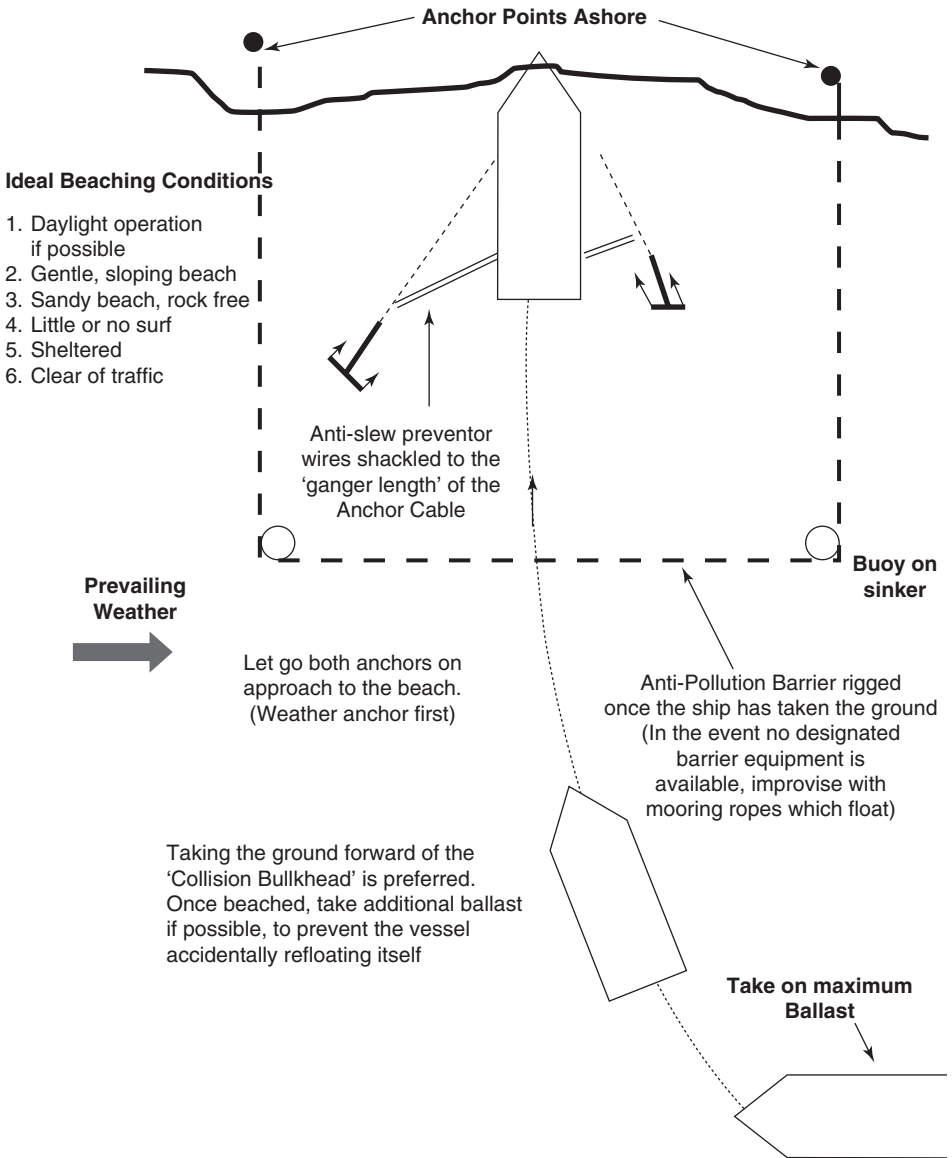 Anchor Points Ashore
Ideal Beaching Conditions
1. Daylight operation
if possible
2. Gentle, sloping beach
3. Sandy beach, rock free
4. Little or no surf
5. Sheltered
6. Clear of traffic
Anti-slew preventor
wires shackled to the
‘ganger length’ of the
Anchor Cable
Buoy on
sinker
Prevailing
Weather
Let go both anchors on
approach to the beach.
(Weather anchor first)
Anti-Pollution Barrier rigged
once the ship has taken the ground
(In the event no designated
barrier equipment is
available, improvise with
mooring ropes which float)
Taking the ground forward of the
‘Collision Bullkhead’ is preferred.
Once beached, take additional ballast
if possible, to prevent the vessel
accidentally refloating itself
Take on maximum
Ballast